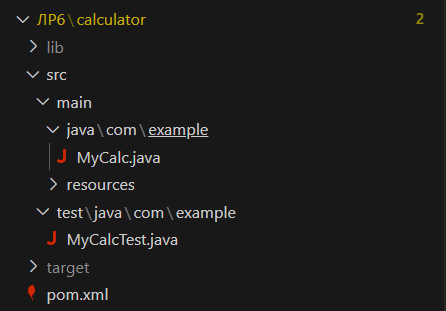 ЛР6\calculator 2
lib
src
main
java\com\example
MyCalc.java
resources
test\java\com\example
MyCalcTest.java
target
pom.xml